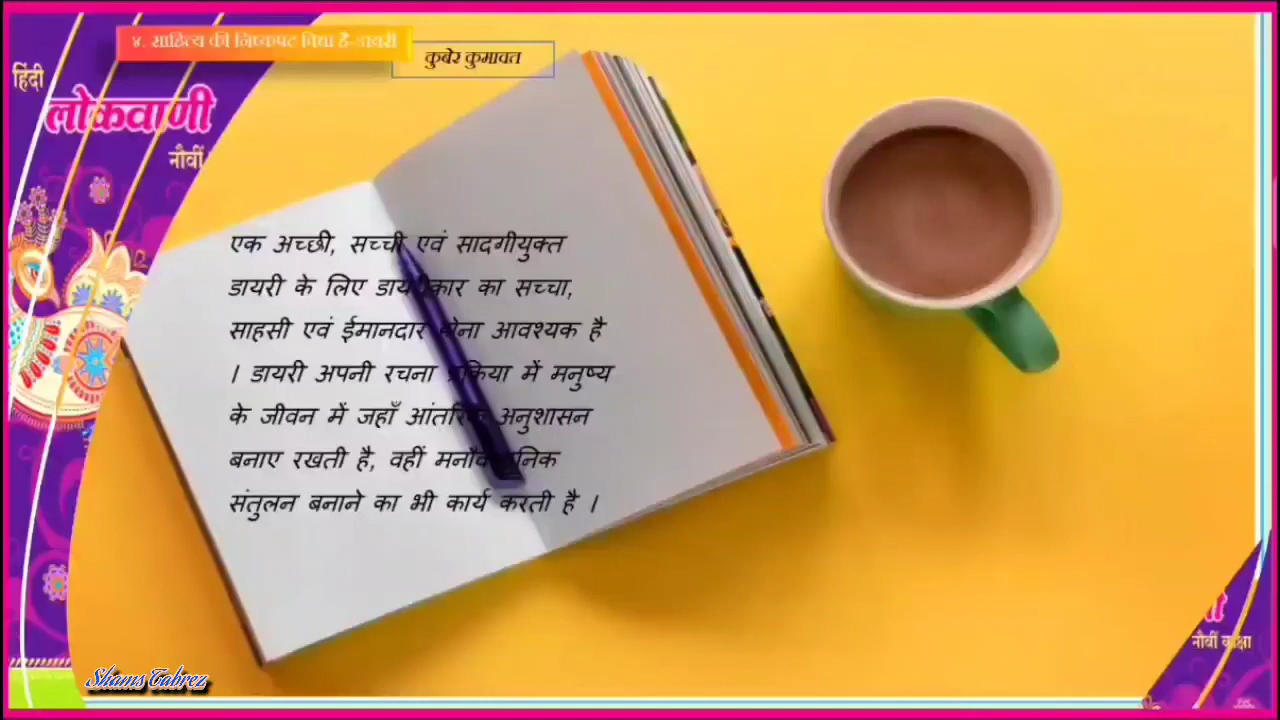 ४. साहित्य की निष्कपट विधा है-डायरी
कुबेर कुमावत
हिंदी
लोकवाणी
नौवीं
एक अच्छी, सच्ची एवं सादगीयुक्त
डायरी के लिए डायरीकार का सच्चा,
साहसी एवं ईमानदार होना आवश्यक है
। डायरी अपनी रचना प्रक्रिया में मनुष्य
के जीवन में जहाँ आंतरिक अनुशासन
बनाए रखती है, वहीं मनोवैज्ञानिक
संतुलन बनाने का भी कार्य करती है ।
नौवीं कक्षा
Shams Tabrez